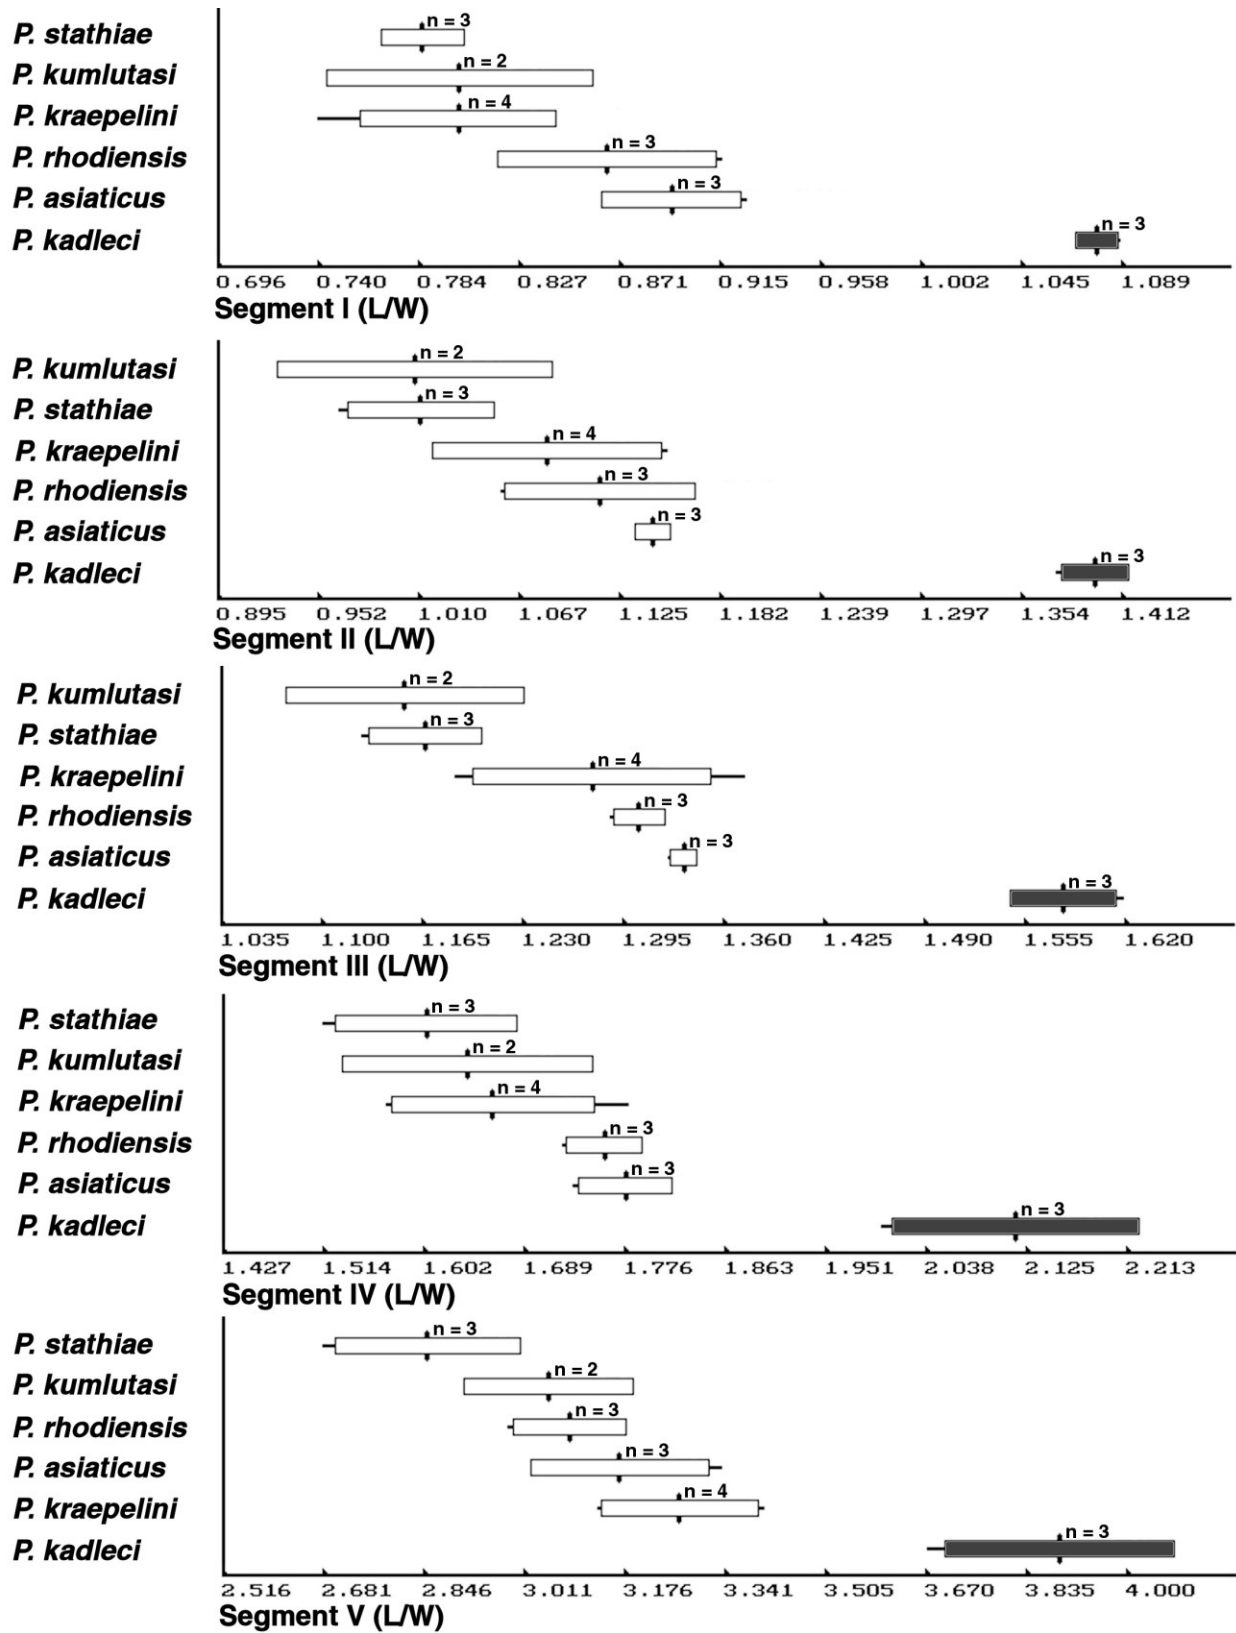 P. stathiae n = 3
P. kumlutasi n = 2
P. kraepelini n = 4
P. rhodiensis n = 3
P. asiaticus n = 3
P. kadleci n = 3
0.696 0.740 0.784 0.827 0.871 0.915 0.958 1.002 1.045 1.089
Segment I (L/W)
P. kumlutasi n = 2
P. stathiae n = 3
P. kraepelini n = 4
P. rhodiensis n = 3
P. asiaticus n = 3
P. kadleci n = 3
0.895 0.952 1.010 1.067 1.125 1.182 1.239 1.297 1.354 1.412
Segment II (L/W)
P. kumlutasi n = 2
P. stathiae n = 3
P. kraepelini n = 4
P. rhodiensis n = 3
P. asiaticus n = 3
P. kadleci n = 3
1.035 1.100 1.165 1.230 1.295 1.360 1.425 1.490 1.555 1.620
Segment III (L/W)
P. stathiae n = 3
P. kumlutasi n = 2
P. kraepelini n = 4
P. rhodiensis n = 3
P. asiaticus n = 3
P. kadleci n = 3
1.427 1.514 1.602 1.689 1.776 1.863 1.951 2.038 2.125 2.213
Segment IV (L/W)
P. stathiae n = 3
P. kumlutasi n = 2
P. rhodiensis n = 3
P. asiaticus n = 3
P. kraepelini n = 4
P. kadleci n = 3
2.516 2.681 2.846 3.011 3.176 3.341 3.505 3.670 3.835 4.000
Segment V (L/W)